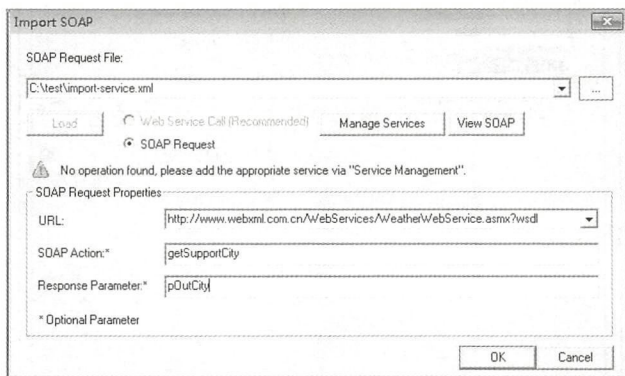 Import SOAP
SOAP Request File:
C:\test\import-service.xml
...
Load
Web Service Call (Recommended)
Manage Services
View SOAP
SOAP Request
No operation found, please add the appropriate service via "Service Management".
SOAP Request Properties
URL:
http://www.webxml.com.cn/WebServices/WeatherWebService.asmx?wsdl
SOAP Action:*
getSupportCity
Response Parameter:*
pOutCity
* Optional Parameter
OK
Cancel